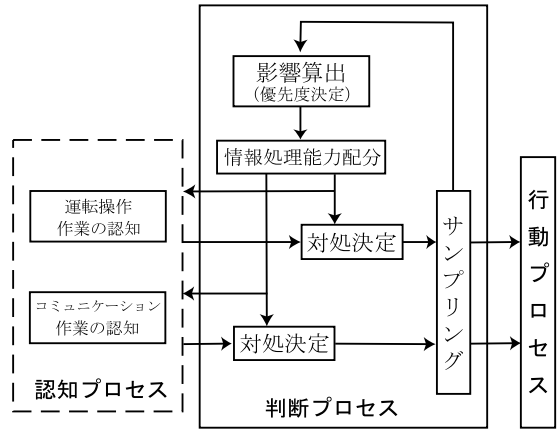 影響算出
(優先度決定)
情報処理能力配分
運転操作
作業の認知
対処決定
コミュニケーション
作業の認知
対処決定
サンプリング
行動プロセス
認知プロセス
判断プロセス